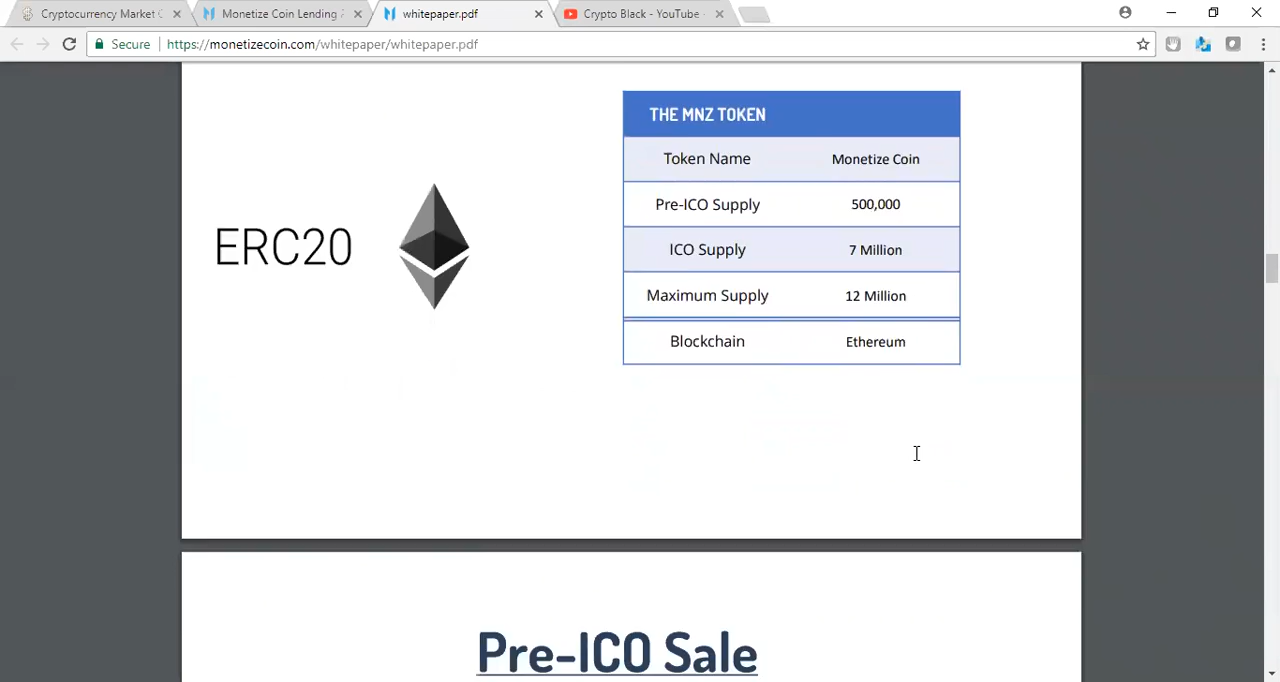 Cryptocurrency Market C
Monetize Coin Lending
whitepaper.pdf
Crypto Black - YouTube
Secure
https://monetizecoin.com/whitepaper/whitepaper.pdf
ERC20
THE MNZ TOKEN
Token Name Monetize Coin
Pre-ICO Supply 500,000
ICO Supply 7 Million
Maximum Supply 12 Million
Blockchain Ethereum
Pre-ICO Sale